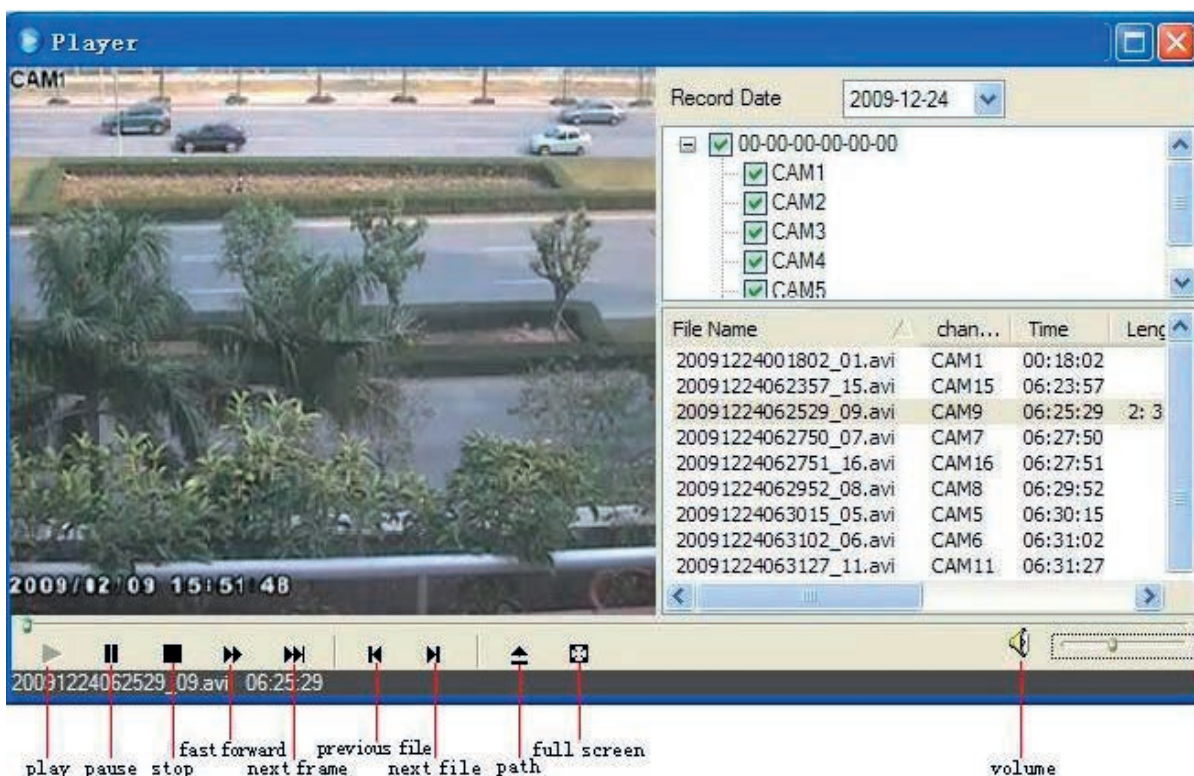 Player
CAM1
Record Date 2009-12-24
00-00-00-00-00-00
CAM1
CAM2
CAM3
CAM4
CAM5
File Name chan... Time Leng
20091224001802_01.avi CAM1 00:18:02
20091224062357_15.avi CAM15 06:23:57
20091224062529_09.avi CAM9 06:25:29 2: 3
20091224062750_07.avi CAM7 06:27:50
20091224062751_16.avi CAM16 06:27:51
20091224062952_08.avi CAM8 06:29:52
20091224063015_05.avi CAM5 06:30:15
20091224063102_06.avi CAM6 06:31:02
20091224063127_11.avi CAM11 06:31:27
2009/02/09 15:51:48
20091224062529_09.avi 06:25:29
fast forward previous file full screen
play pause stop next frame next file path volume